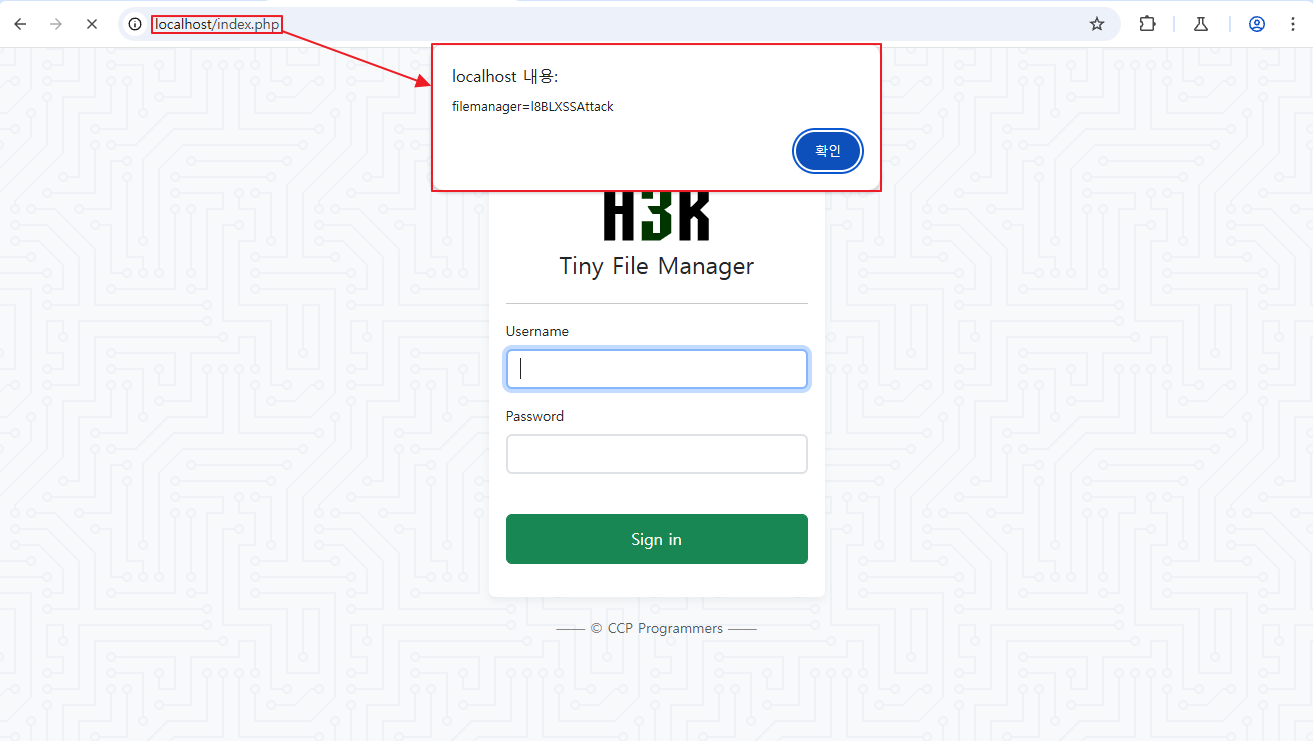 localhost/index.php
localhost 내용:
filemanager=l8BLXSSAttack
확인
H3K
Tiny File Manager
Username
Password
Sign in
—— © CCP Programmers ——